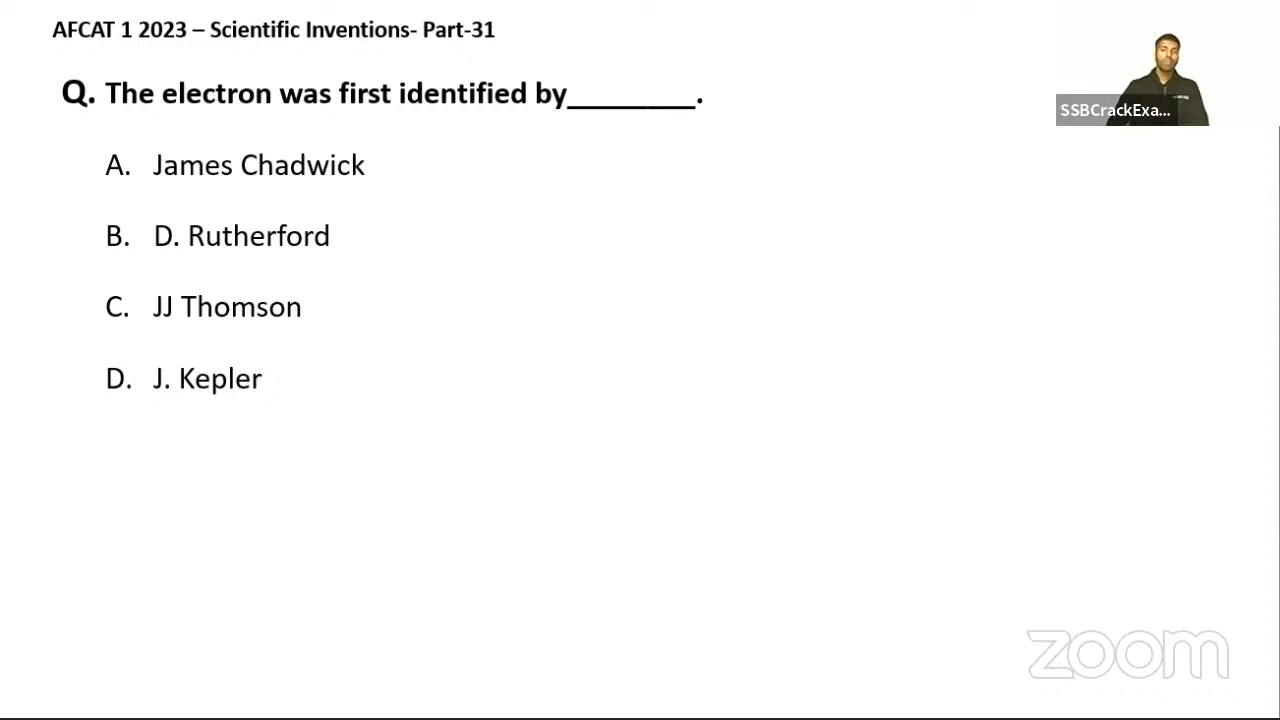 AFCAT 1 2023 – Scientific Inventions- Part-31
Q. The electron was first identified by________.
SSBCrackExa...
A. James Chadwick
B. D. Rutherford
C. JJ Thomson
D. J. Kepler
zoom